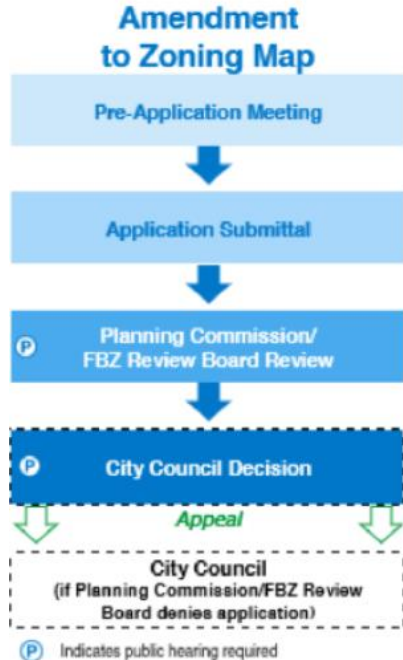 Amendment
to Zoning Map
Pre-Application Meeting
Application Submittal
P
Planning Commission/
FBZ Review Board Review
P
City Council Decision
Appeal
City Council
(if Planning Commission/FBZ Review
Board denies application)
P Indicates public hearing required